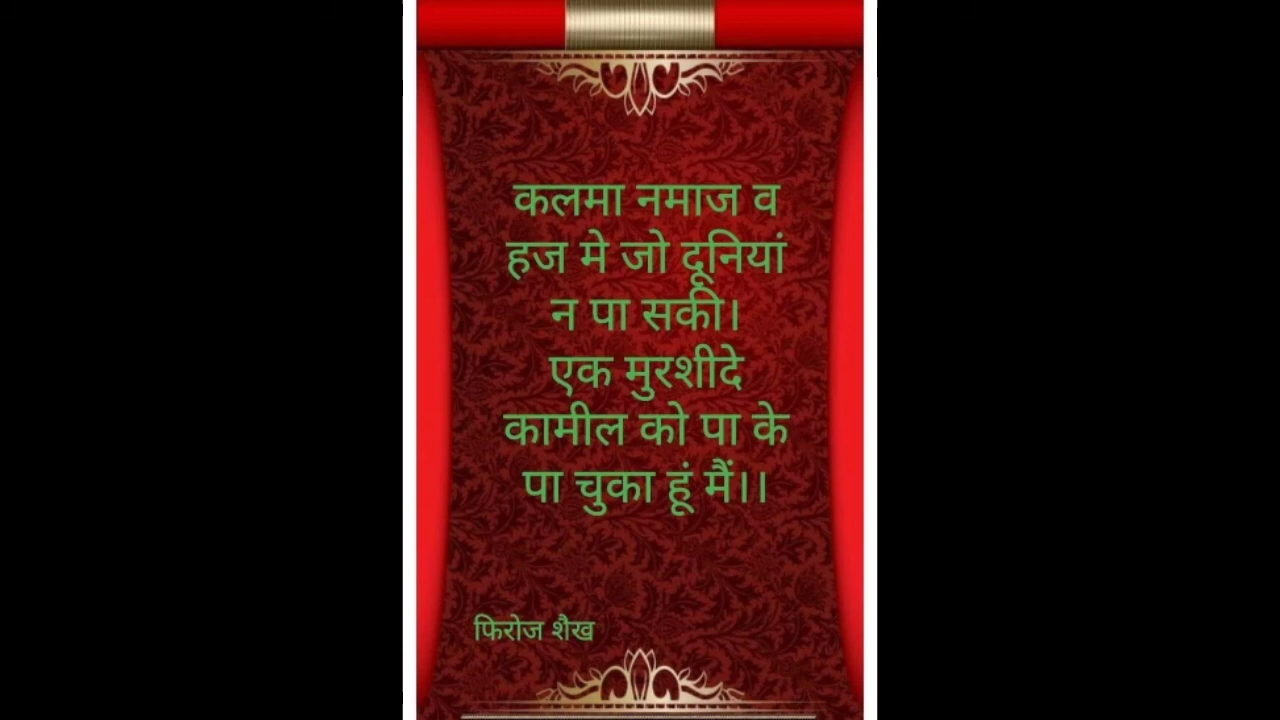 कलमा नमाज व
हज मे जो दूनियां
न पा सकी।
एक मुरशीदे
कामील को पा के
पा चुका हूं मैं।।
फिरोज शैख